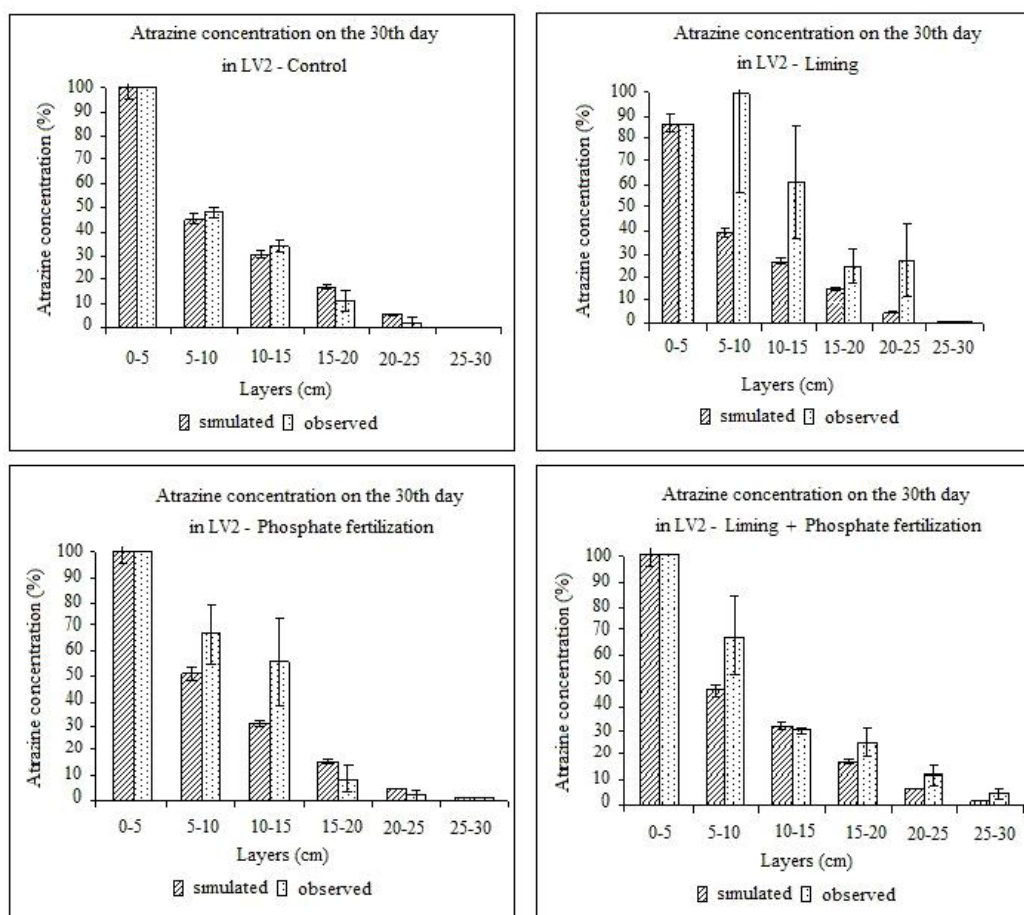 Atrazine concentration on the 30th day
in LV2 - Control
Atrazine concentration (%)
100
90
80
70
60
50
40
30
20
10
0
0-5 5-10 10-15 15-20 20-25 25-30
Layers (cm)
simulated observed
Atrazine concentration on the 30th day
in LV2 - Liming
Atrazine concentration (%)
100
90
80
70
60
50
40
30
20
10
0
0-5 5-10 10-15 15-20 20-25 25-30
Layers (cm)
simulated observed
Atrazine concentration on the 30th day
in LV2 - Phosphate fertilization
Atrazine concentration (%)
100
90
80
70
60
50
40
30
20
10
0
0-5 5-10 10-15 15-20 20-25 25-30
Layers (cm)
simulated observed
Atrazine concentration on the 30th day
in LV2 - Liming + Phosphate fertilization
Atrazine concentration (%)
100
90
80
70
60
50
40
30
20
10
0
0-5 5-10 10-15 15-20 20-25 25-30
Layers (cm)
simulated observed